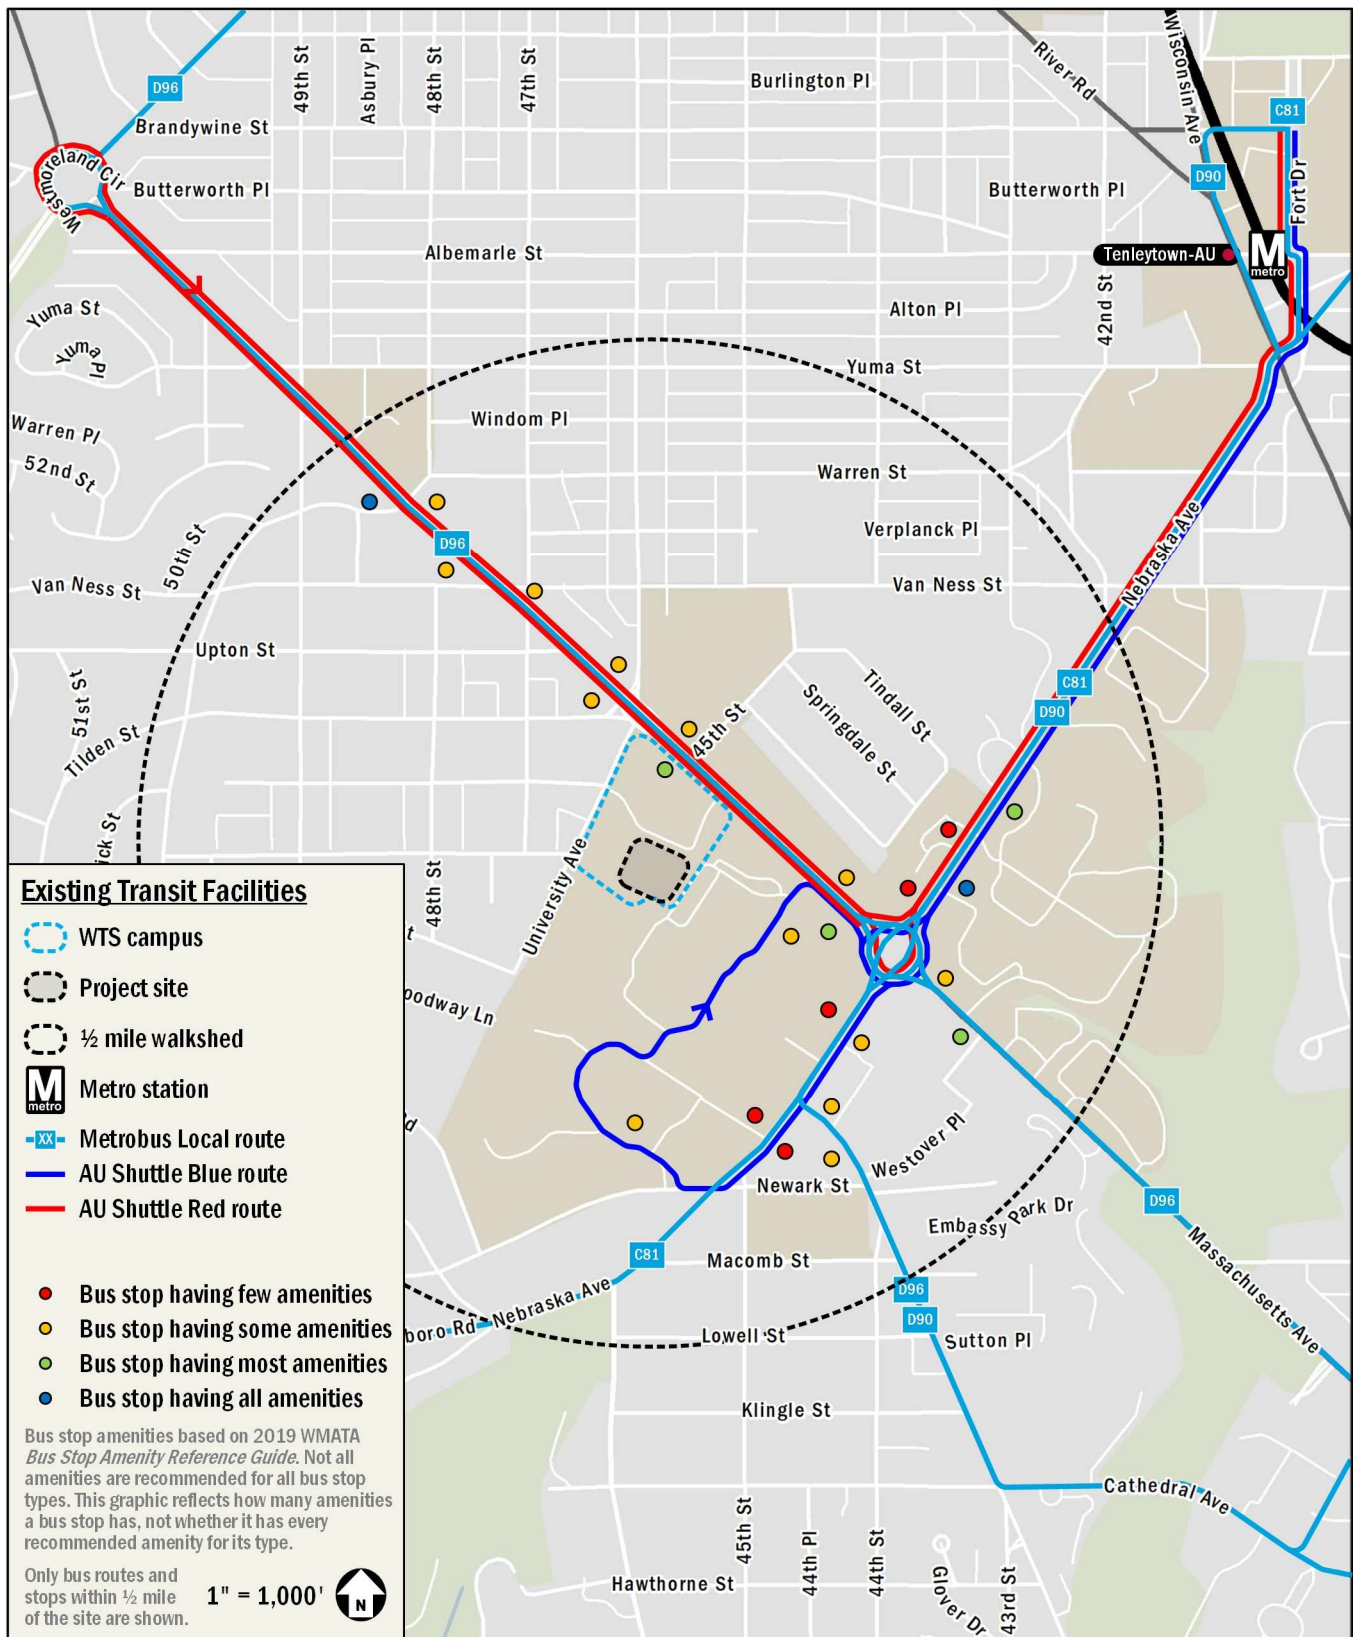 49th St
Asbury Pl
48th St
47th St
Burlington Pl
River Rd
Wisconsin Ave
C81
D96
Brandywine St
Westmoreland Cir
Butterworth Pl
Butterworth Pl
D90
Fort Dr
Albemarle St
Tenleytown-AU
M
metro
Yuma St
Yuma Pl
Alton Pl
42nd St
Yuma St
Warren Pl
Windom Pl
52nd St
Warren St
D96
Verplanck Pl
Nebraska Ave
50th St
Van Ness St
Van Ness St
Upton St
51st St
Tilden St
45th St
Springdale St
Tindall St
C81
D90
ick St
48th St
University Ave
t
oodway Ln
d
Westover Pl
Newark St
D96
Embassy Park Dr
Massachusetts Ave
C81
Macomb St
D96
Nebraska Ave
boro Rd
Lowell St
D90
Sutton Pl
Klingle St
Cathedral Ave
45th St
44th Pl
44th St
Glover Dr
43rd St
Hawthorne St
Existing Transit Facilities
WTS campus
Project site
½ mile walkshed
M
metro
Metro station
XX
Metrobus Local route
AU Shuttle Blue route
AU Shuttle Red route
Bus stop having few amenities
Bus stop having some amenities
Bus stop having most amenities
Bus stop having all amenities
Bus stop amenities based on 2019 WMATA
Bus Stop Amenity Reference Guide. Not all
amenities are recommended for all bus stop
types. This graphic reflects how many amenities
a bus stop has, not whether it has every
recommended amenity for its type.
Only bus routes and
stops within ½ mile
of the site are shown.
1" = 1,000'
N